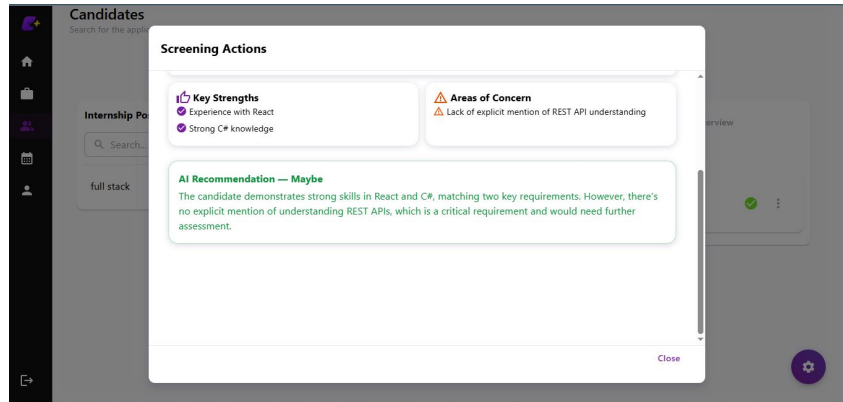 Candidates
Search for the applic
Screening Actions
Key Strengths
Experience with React
Strong C# knowledge
Areas of Concern
Lack of explicit mention of REST API understanding
Internship Po
Search...
full stack
erview
AI Recommendation — Maybe
The candidate demonstrates strong skills in React and C#, matching two key requirements. However, there's
no explicit mention of understanding REST APIs, which is a critical requirement and would need further
assessment.
Close